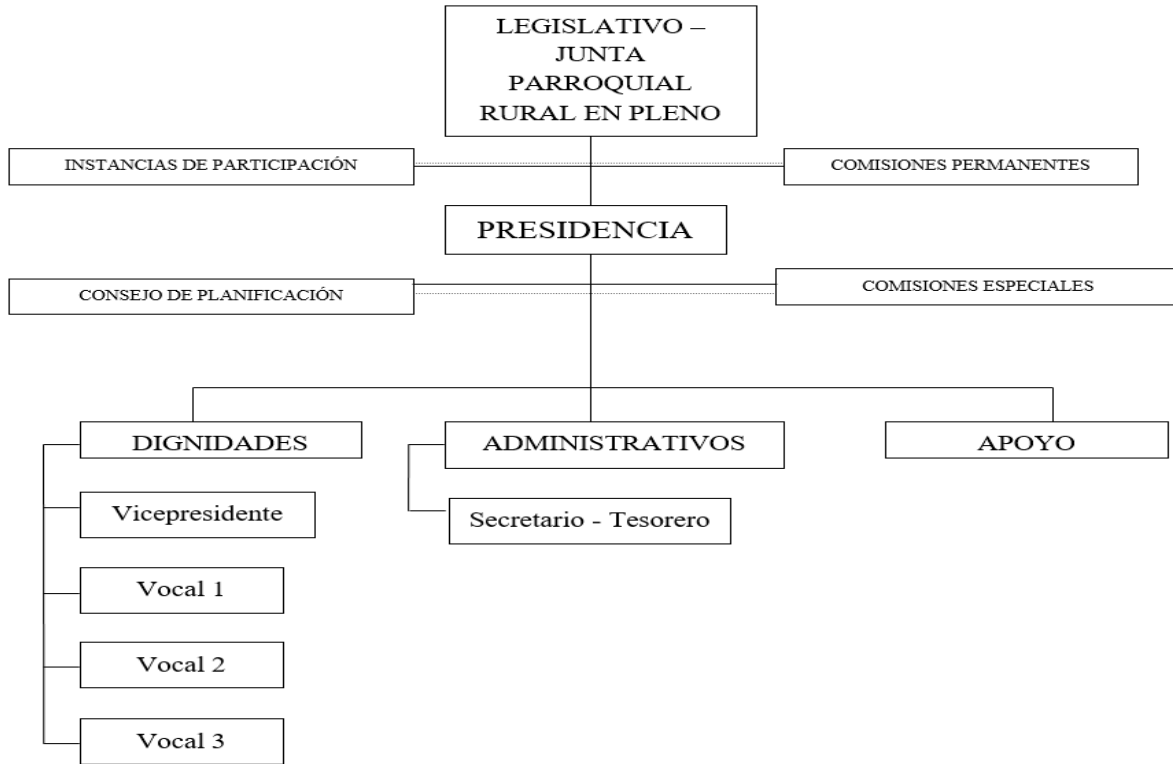 LEGISLATIVO –
JUNTA
PARROQUIAL
RURAL EN PLENO
INSTANCIAS DE PARTICIPACIÓN
COMISIONES PERMANENTES
PRESIDENCIA
CONSEJO DE PLANIFICACIÓN
COMISIONES ESPECIALES
DIGNIDADES
ADMINISTRATIVOS
APOYO
Vicepresidente
Secretario - Tesorero
Vocal 1
Vocal 2
Vocal 3